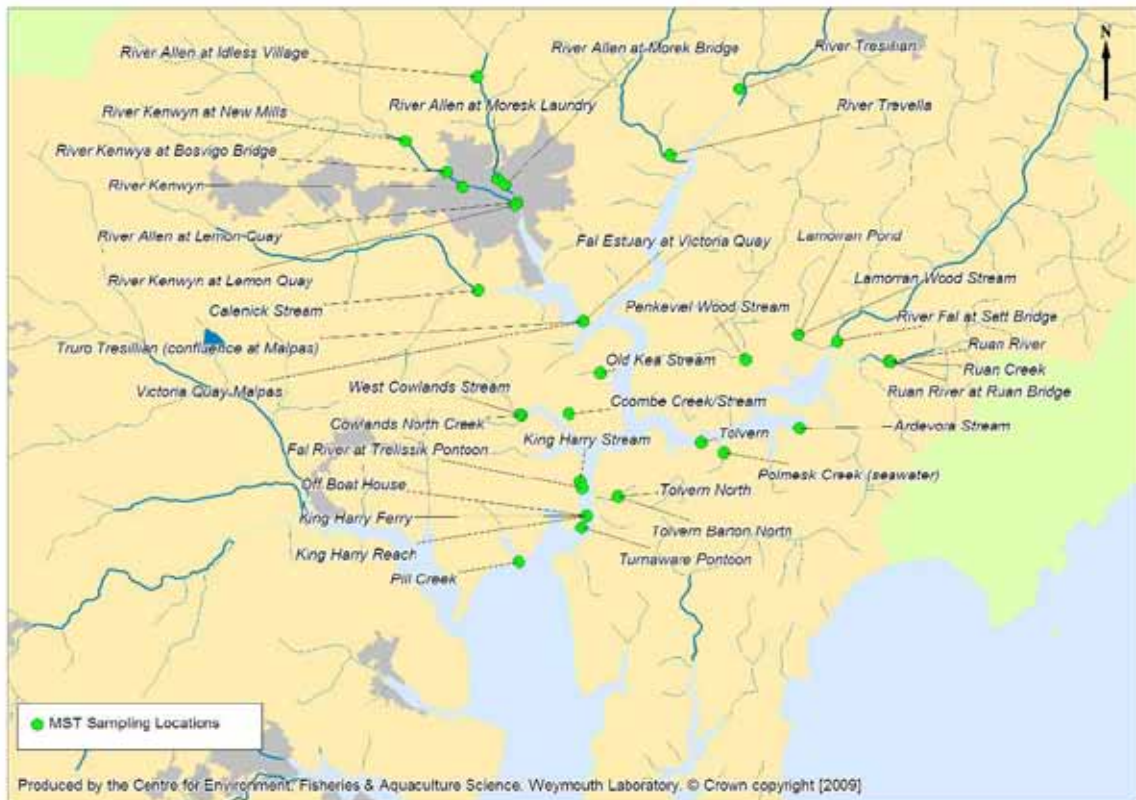 N
River Allen at Idless Village
River Allen at Morek Bridge
River Tresillian
River Allen at Moresk Laundry
River Trevella
River Kenwyn at New Mills
River Kenwya at Bosvigo Bridge
River Kenwyn
River Allen at Lemon Quay
Fal Estuary at Victoria Quay
Lamorran Pond
River Kenwyn at Lemon Quay
Lamorran Wood Stream
Calenick Stream
Penkevel Wood Stream
River Fal at Sett Bridge
Truro Tresillian (confluence at Malpas)
Ruan River
Old Kea Stream
Ruan Creek
Victoria Quay Malpas
West Cowlands Stream
Ruan River at Ruan Bridge
Coombe Creek/Stream
Cowlands North Creek
King Harry Stream
Tolvern
Ardevora Stream
Fal River at Trelissik Pontoon
Polmesk Creek (seawater)
Off Boat House
Tolvern North
King Harry Ferry
Tolvern Barton North
King Harry Reach
Turnaware Pontoon
Pill Creek
MST Sampling Locations
Produced by the Centre for Environment, Fisheries & Aquaculture Science. Weymouth Laboratory. © Crown copyright [2009]